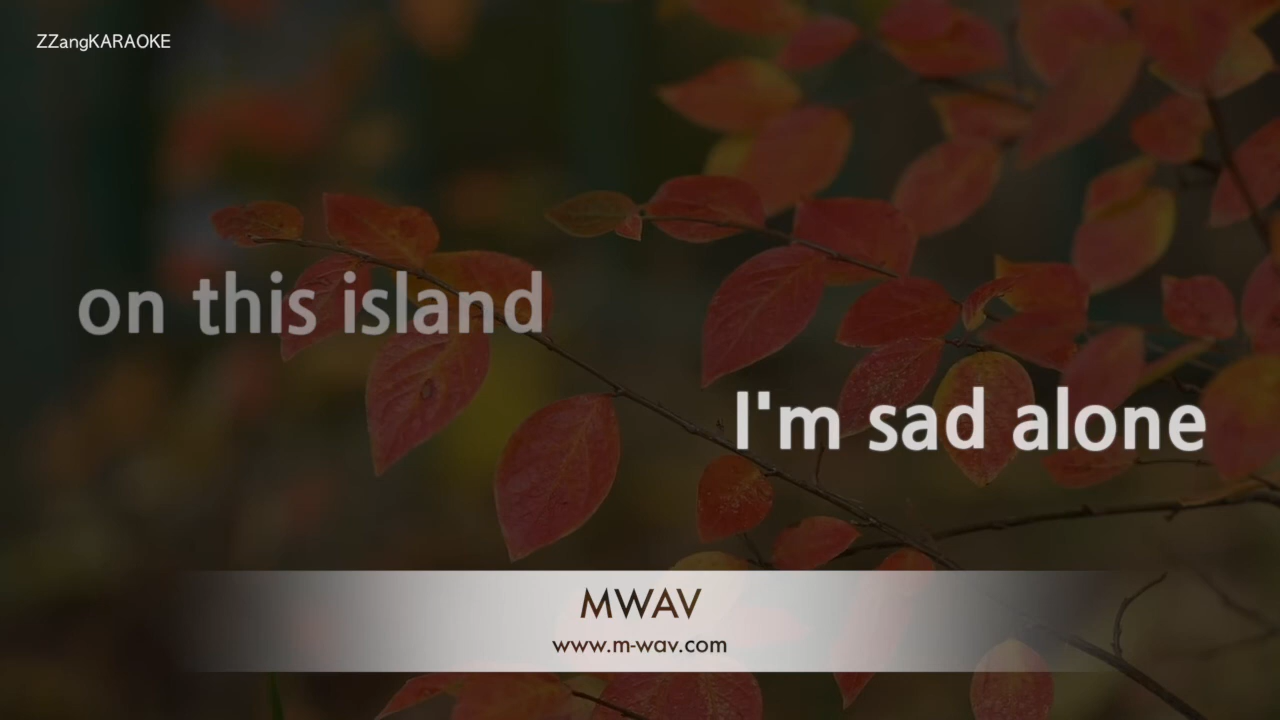 ZZangKARAOKE
on this island
I'm sad alone
MWAV
www.m-wav.com